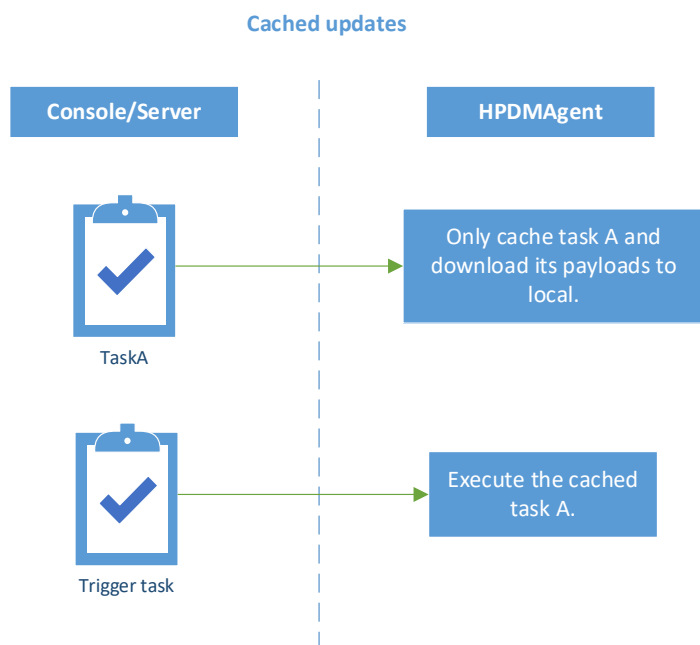 Cached updates
Console/Server
HPDMAgent
Only cache task A and
download its payloads to
local.
TaskA
Execute the cached
task A.
Trigger task